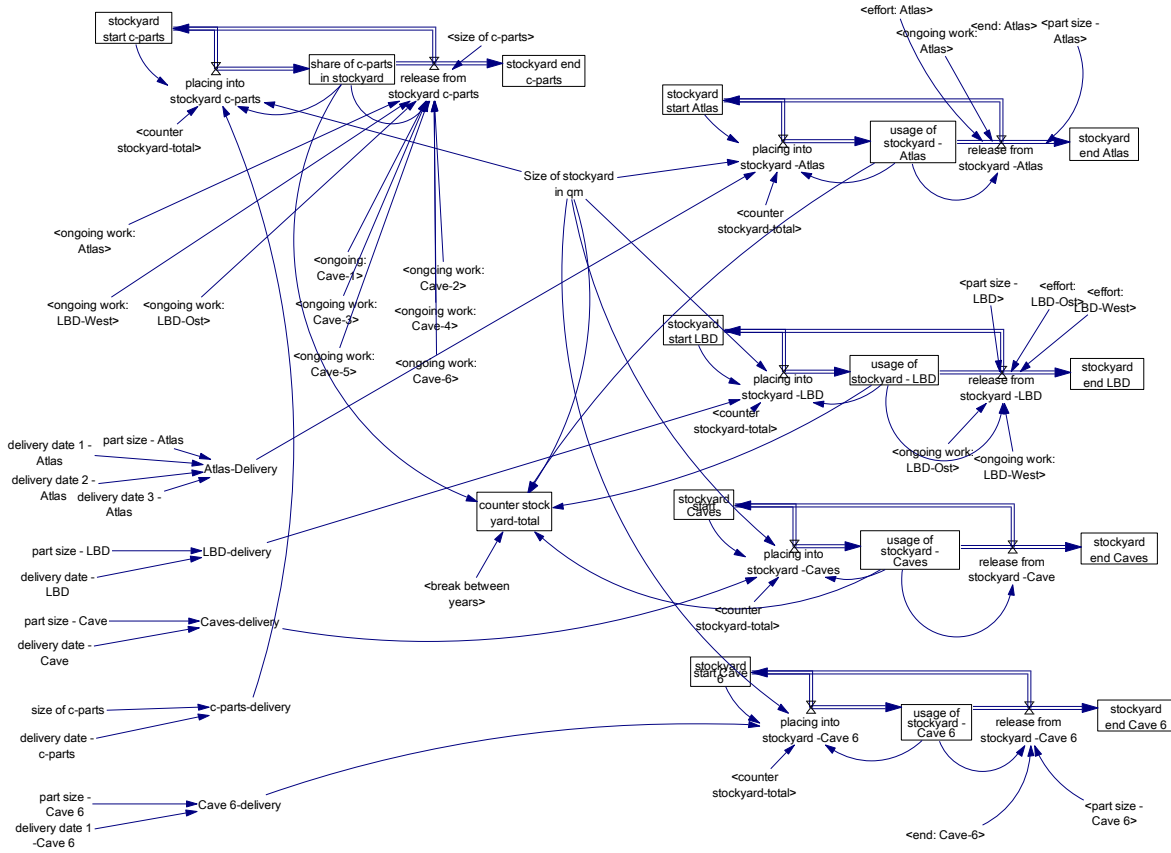 stockyard
start c-parts
<size of c-parts>
share of c-parts
in stockyard
stockyard end
c-parts
placing into
stockyard c-parts
release from
stockyard c-parts
<counter
stockyard-total>
<effort: Atlas>
<end: Atlas>
<ongoing work:
Atlas>
<part size -
Atlas>
stockyard
start Atlas
placing into
stockyard -Atlas
usage of
stockyard -
Atlas
release from
stockyard -Atlas
stockyard
end Atlas
<counter
stockyard-total>
Size of stockyard
in qm
<ongoing work:
Atlas>
<ongoing work:
LBD-West>
<ongoing work:
LBD-Ost>
<ongoing:
Cave-1>
<ongoing work:
Cave-2>
<ongoing work:
Cave-3>
<ongoing work:
Cave-4>
<ongoing work:
Cave-5>
<ongoing work:
Cave-6>
<part size -
LBD>
<effort:
LBD-Ost>
<effort:
LBD-West>
stockyard
start LBD
placing into
stockyard -LBD
usage of
stockyard - LBD
release from
stockyard -LBD
stockyard
end LBD
<counter
stockyard-total>
<ongoing work:
LBD-Ost>
<ongoing work:
LBD-West>
delivery date 1 -
Atlas
part size - Atlas
delivery date 2 -
Atlas
delivery date 3 -
Atlas
Atlas-Delivery
counter stock
yard-total
<break between
years>
stockyard
start
Caves
placing into
stockyard -Caves
usage of
stockyard -
Caves
release from
stockyard -Cave
stockyard
end Caves
<counter
stockyard-total>
part size - LBD
delivery date -
LBD
LBD-delivery
part size - Cave
delivery date -
Cave
Caves-delivery
size of c-parts
delivery date -
c-parts
c-parts-delivery
stockyard
start Cave
6
placing into
stockyard -Cave 6
usage of
stockyard -
Cave 6
release from
stockyard -Cave 6
stockyard
end Cave 6
<counter
stockyard-total>
<end: Cave-6>
<part size -
Cave 6>
part size -
Cave 6
delivery date 1
-Cave 6
Cave 6-delivery